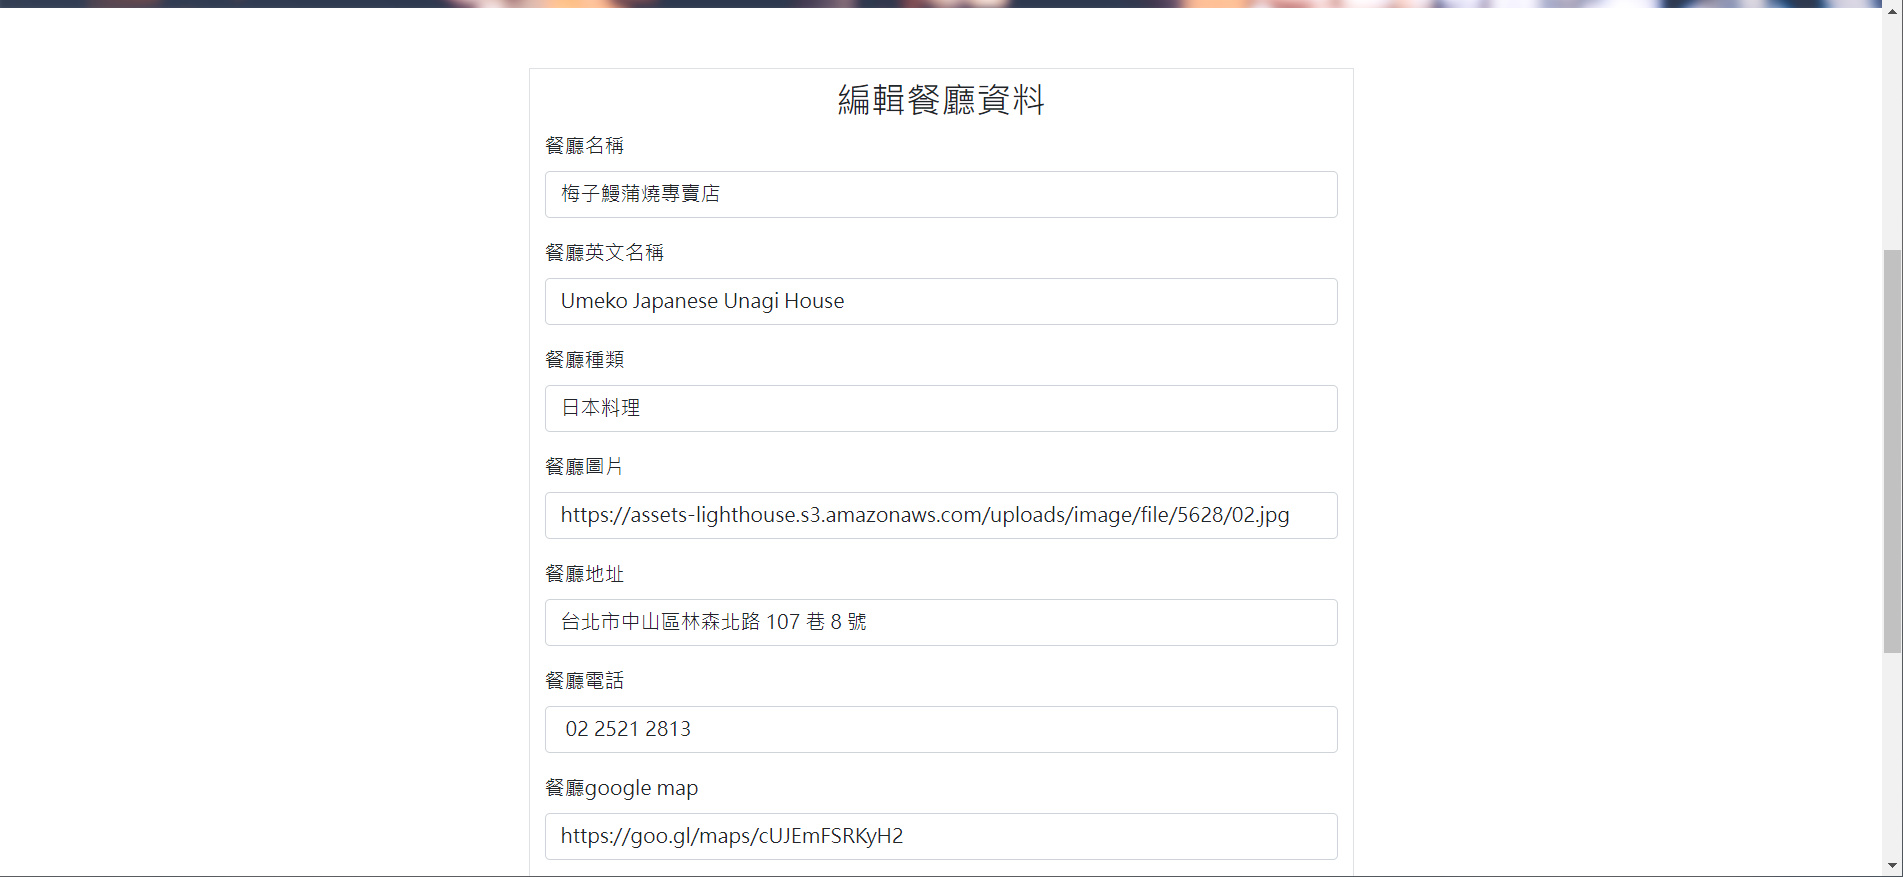 編輯餐廳資料
餐廳名稱
梅子鰻蒲燒專賣店
餐廳英文名稱
Umeko Japanese Unagi House
餐廳種類
日本料理
餐廳圖片
https://assets-lighthouse.s3.amazonaws.com/uploads/image/file/5628/02.jpg
餐廳地址
台北市中山區林森北路 107 巷 8 號
餐廳電話
02 2521 2813
餐廳google map
https://goo.gl/maps/cUJEmFSRKyH2